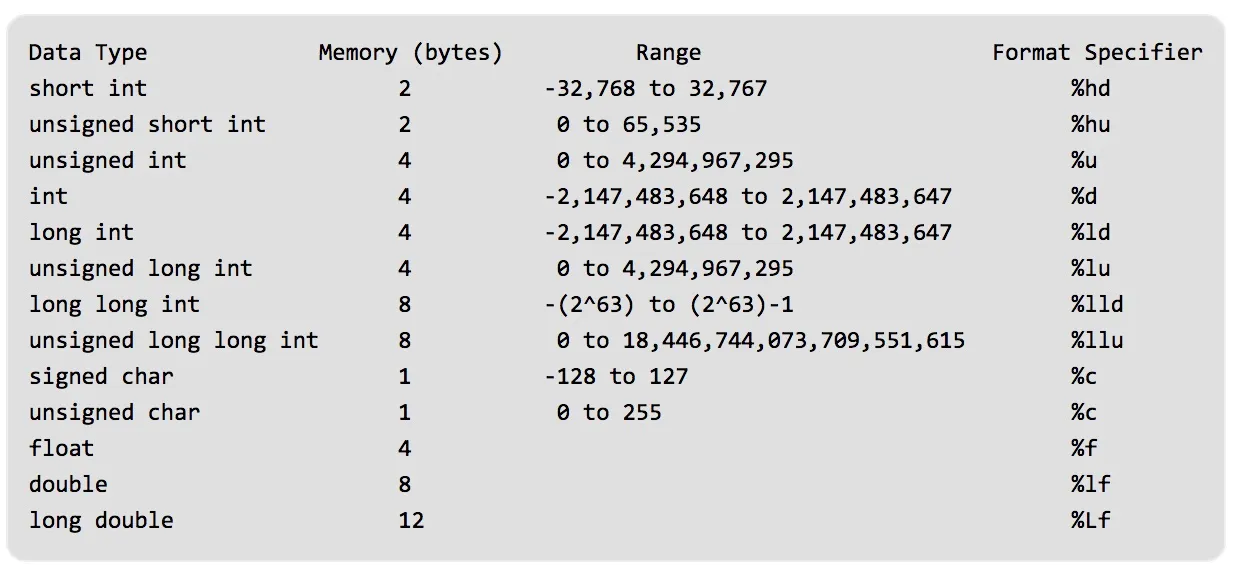 Data Type Memory (bytes) Range Format Specifier
short int 2 -32,768 to 32,767 %hd
unsigned short int 2 0 to 65,535 %hu
unsigned int 4 0 to 4,294,967,295 %u
int 4 -2,147,483,648 to 2,147,483,647 %d
long int 4 -2,147,483,648 to 2,147,483,647 %ld
unsigned long int 4 0 to 4,294,967,295 %lu
long long int 8 -(2^63) to (2^63)-1 %lld
unsigned long long int 8 0 to 18,446,744,073,709,551,615 %llu
signed char 1 -128 to 127 %c
unsigned char 1 0 to 255 %c
float 4 %f
double 8 %lf
long double 12 %Lf